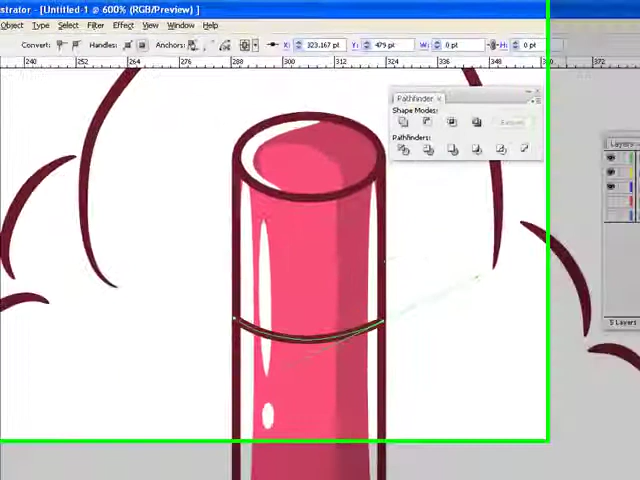 strator - [Untitled-1 @ 600% (RGB/Preview) ]
Object Type Select Filter Effect View Window Help
Convert: Handles: Anchors: X: 323.167 pt Y: 479 pt W: 0 pt H: 0 pt
240 252 264 276 288 300 312 324 336 348 360 372
Pathfinder x
Shape Modes:
Expand
Pathfinders:
Layers
5 Layers